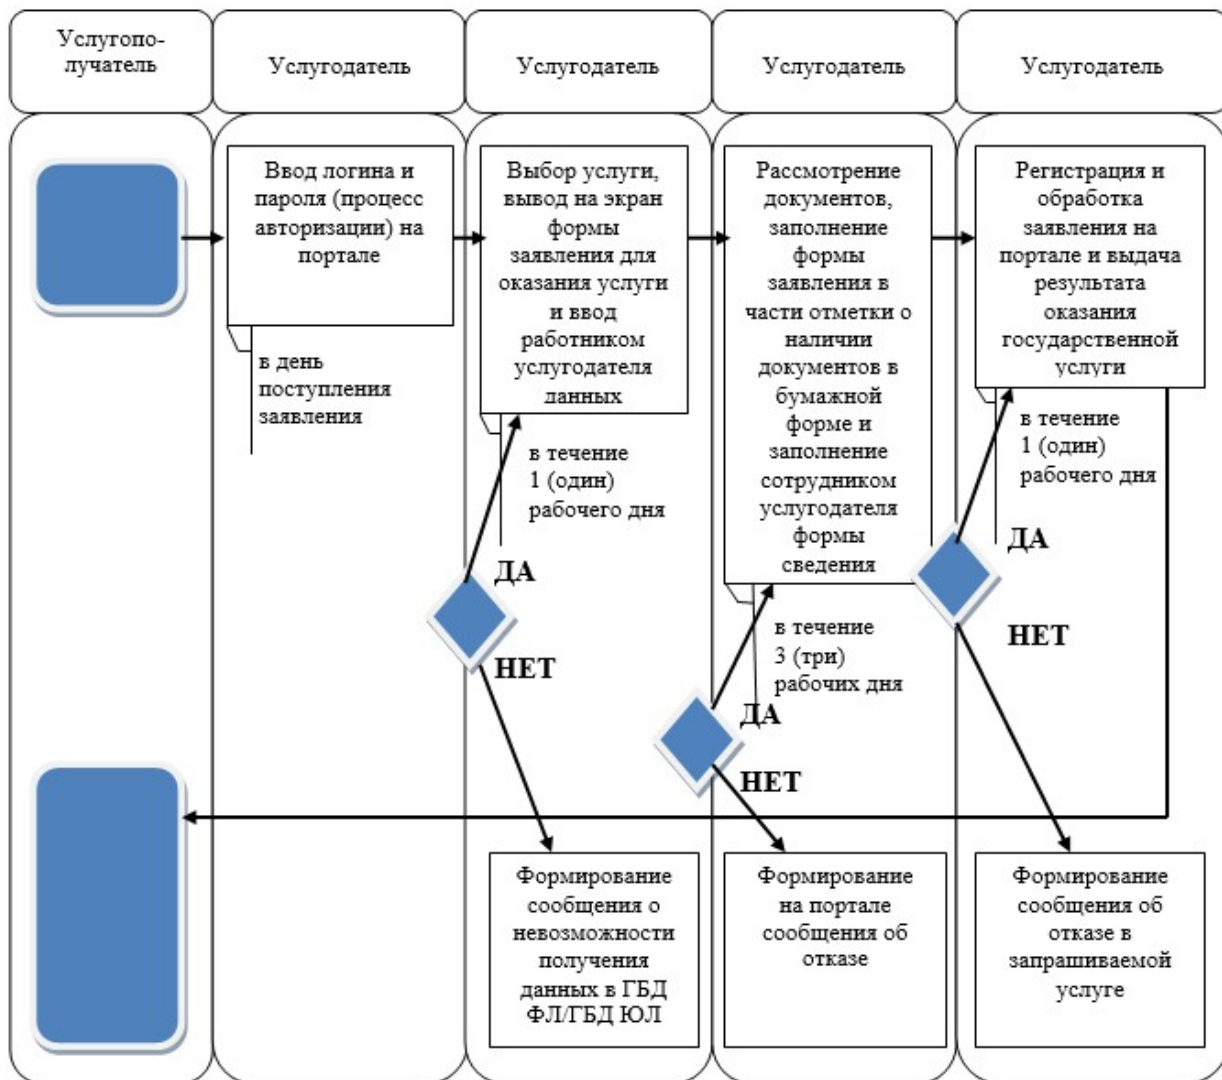 Услугопо-
лучатель
Услугодатель
Услугодатель
Услугодатель
Услугодатель
Ввод логина и
пароля (процесс
авторизации) на
портале
в день
поступления
заявления
Выбор услуги,
вывод на экран
формы
заявления для
оказания услуги
и ввод
работником
услугодателя
данных
в течение
1 (один)
рабочего дня
ДА
НЕТ
Рассмотрение
документов,
заполнение
формы
заявления в
части отметки о
наличии
документов в
бумажной
форме и
заполнение
сотрудником
услугодателя
формы
сведения
в течение
3 (три)
рабочих дня
ДА
НЕТ
Регистрация и
обработка
заявления на
портале и выдача
результата
оказания
государственной
услуги
в течение
1 (один)
рабочего дня
ДА
НЕТ
Формирование
сообщения о
невозможности
получения
данных в ГБД
ФЛ/ГБД ЮЛ
Формирование
на портале
сообщения об
отказе
Формирование
сообщения об
отказе в
запрашиваемой
услуге